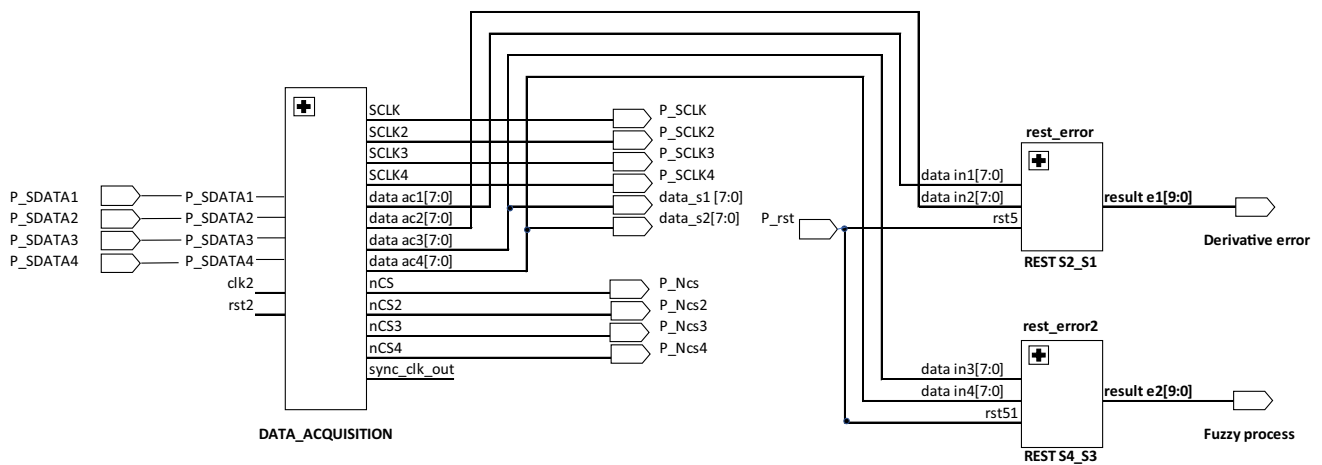 SCLK
SCLK2
SCLK3
SCLK4
data ac1[7:0]
data ac2[7:0]
data ac3[7:0]
data ac4[7:0]
nCS
nCS2
nCS3
nCS4
sync_clk_out
P_SDATA1
P_SDATA2
P_SDATA3
P_SDATA4
P_SDATA1
P_SDATA2
P_SDATA3
P_SDATA4
clk2
rst2
DATA_ACQUISITION
P_SCLK
P_SCLK2
P_SCLK3
P_SCLK4
data_s1 [7:0]
data_s2[7:0]
P_Ncs
P_Ncs2
P_Ncs3
P_Ncs4
P_rst
rest_error
data in1[7:0]
data in2[7:0]
rst5
result e1[9:0]
REST S2_S1
Derivative error
rest_error2
data in3[7:0]
data in4[7:0]
rst51
result e2[9:0]
REST S4_S3
Fuzzy process